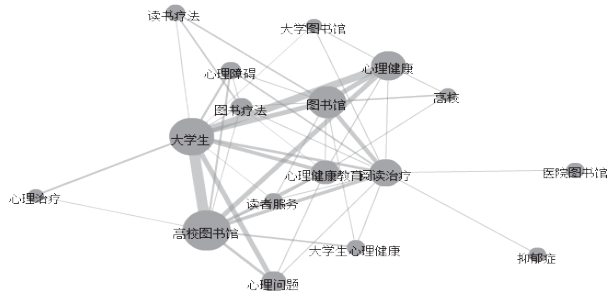 读书疗法
大学图书馆
心理健康
心理障碍
高校
图书馆
图书疗法
大学生
心理健康教育
阅读治疗
医院图书馆
心理治疗
读者服务
高校图书馆
大学生心理健康
抑郁症
心理问题